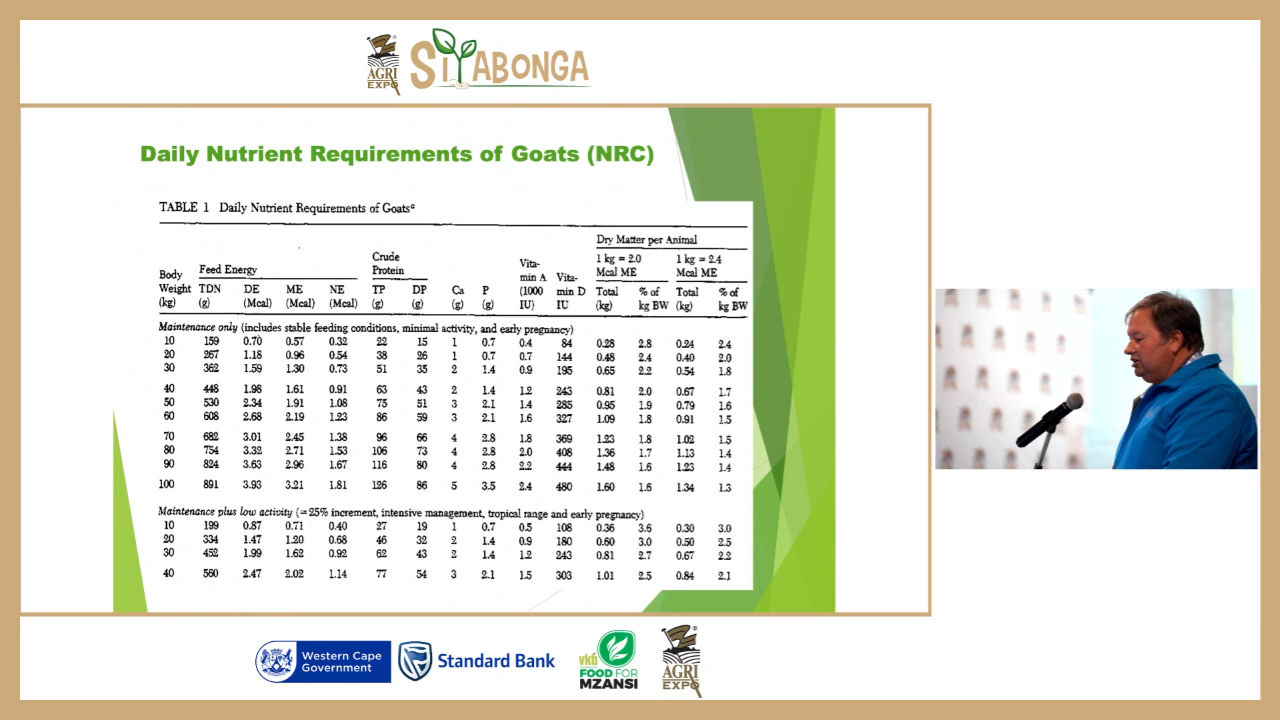 AGRI
EXPO
SIYABONGA
Daily Nutrient Requirements of Goats (NRC)
TABLE 1 Daily Nutrient Requirements of Goatsᵃ
Body Weight (kg) Feed Energy TDN (g) DE (Mcal) ME (Mcal) NE (Mcal) Crude Protein TP (g) DP (g) Ca (g) P (g) Vita-min A (1000 IU) Vita-min D IU Dry Matter per Animal 1 kg = 2.0 Mcal ME Total (kg) % of kg BW 1 kg = 2.4 Mcal ME Total (kg) % of kg BW
Maintenance only (includes stable feeding conditions, minimal activity, and early pregnancy)
10 159 0.70 0.57 0.32 22 15 1 0.7 0.4 84 0.28 2.8 0.24 2.4
20 267 1.18 0.96 0.54 38 26 1 0.7 0.7 144 0.48 2.4 0.40 2.0
30 362 1.59 1.30 0.73 51 35 2 1.4 0.9 195 0.65 2.2 0.54 1.8
40 448 1.98 1.61 0.91 63 43 2 1.4 1.2 243 0.81 2.0 0.67 1.7
50 530 2.34 1.91 1.08 75 51 3 2.1 1.4 285 0.95 1.9 0.79 1.6
60 608 2.68 2.19 1.23 86 59 3 2.1 1.6 327 1.09 1.8 0.91 1.5
70 682 3.01 2.45 1.38 96 66 4 2.8 1.8 369 1.23 1.8 1.02 1.5
80 754 3.32 2.71 1.53 106 73 4 2.8 2.0 408 1.36 1.7 1.13 1.4
90 824 3.63 2.96 1.67 116 80 4 2.8 2.2 444 1.48 1.6 1.23 1.4
100 891 3.93 3.21 1.81 126 86 5 3.5 2.4 480 1.60 1.6 1.34 1.3
Maintenance plus low activity (=25% increment, intensive management, tropical range and early pregnancy)
10 199 0.87 0.71 0.40 27 19 1 0.7 0.5 108 0.36 3.6 0.30 3.0
20 334 1.47 1.20 0.68 46 32 2 1.4 0.9 180 0.60 3.0 0.50 2.5
30 452 1.99 1.62 0.92 62 43 2 1.4 1.2 243 0.81 2.7 0.67 2.2
40 560 2.47 2.02 1.14 77 54 3 2.1 1.5 303 1.01 2.5 0.84 2.1
Western Cape
Government
Standard Bank
vkb
FOOD FOR
MZANSI
AGRI
EXPO